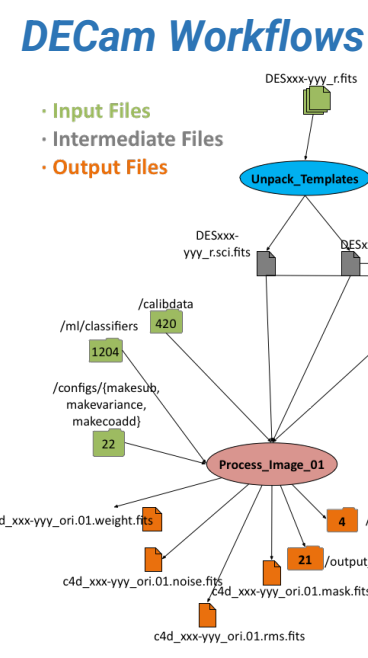 DECam Workflows
DESxxx-yyy_r.fits
· Input Files
· Intermediate Files
· Output Files
Unpack_Templates
DESxxx-
yyy_r.sci.fits
DESx
/calibdata
420
/ml/classifiers
1204
/configs/{makesub,
makevariance,
makecoadd}
22
Process_Image_01
d_xxx-yyy_ori.01.weight.fits
4
/
21
/output
c4d_xxx-yyy_ori.01.noise.fits
c4d_xxx-yyy_ori.01.mask.fits
c4d_xxx-yyy_ori.01.rms.fits